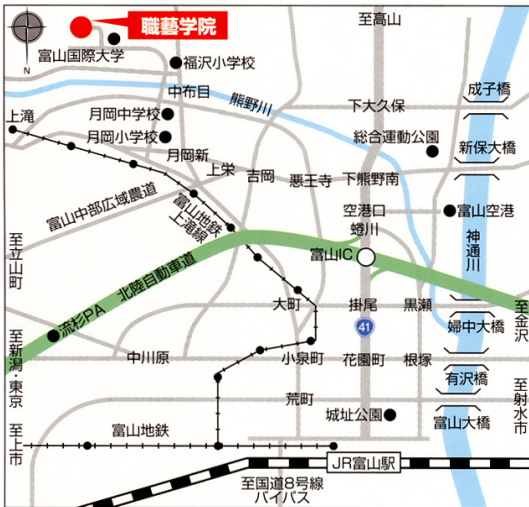 職藝学院
至高山
富山国際大学
福沢小学校
成子橋
中布目
熊野川
下大久保
上滝
月岡中学校
総合運動公園
月岡小学校
新保大橋
月岡新
上栄
吉岡
悪王寺
下熊野南
富山中部広域農道
富山地鉄
上滝線
空港口
富山空港
蜷川
神通川
至立山町
北陸自動車道
富山IC
大町
掛尾
黒瀬
至金沢
流杉PA
41
婦中大橋
至新潟・東京
中川原
小泉町
花園町
根塚
有沢橋
荒町
至射水市
城址公園
富山大橋
至上市
富山地鉄
JR富山駅
至国道8号線
バイパス
N